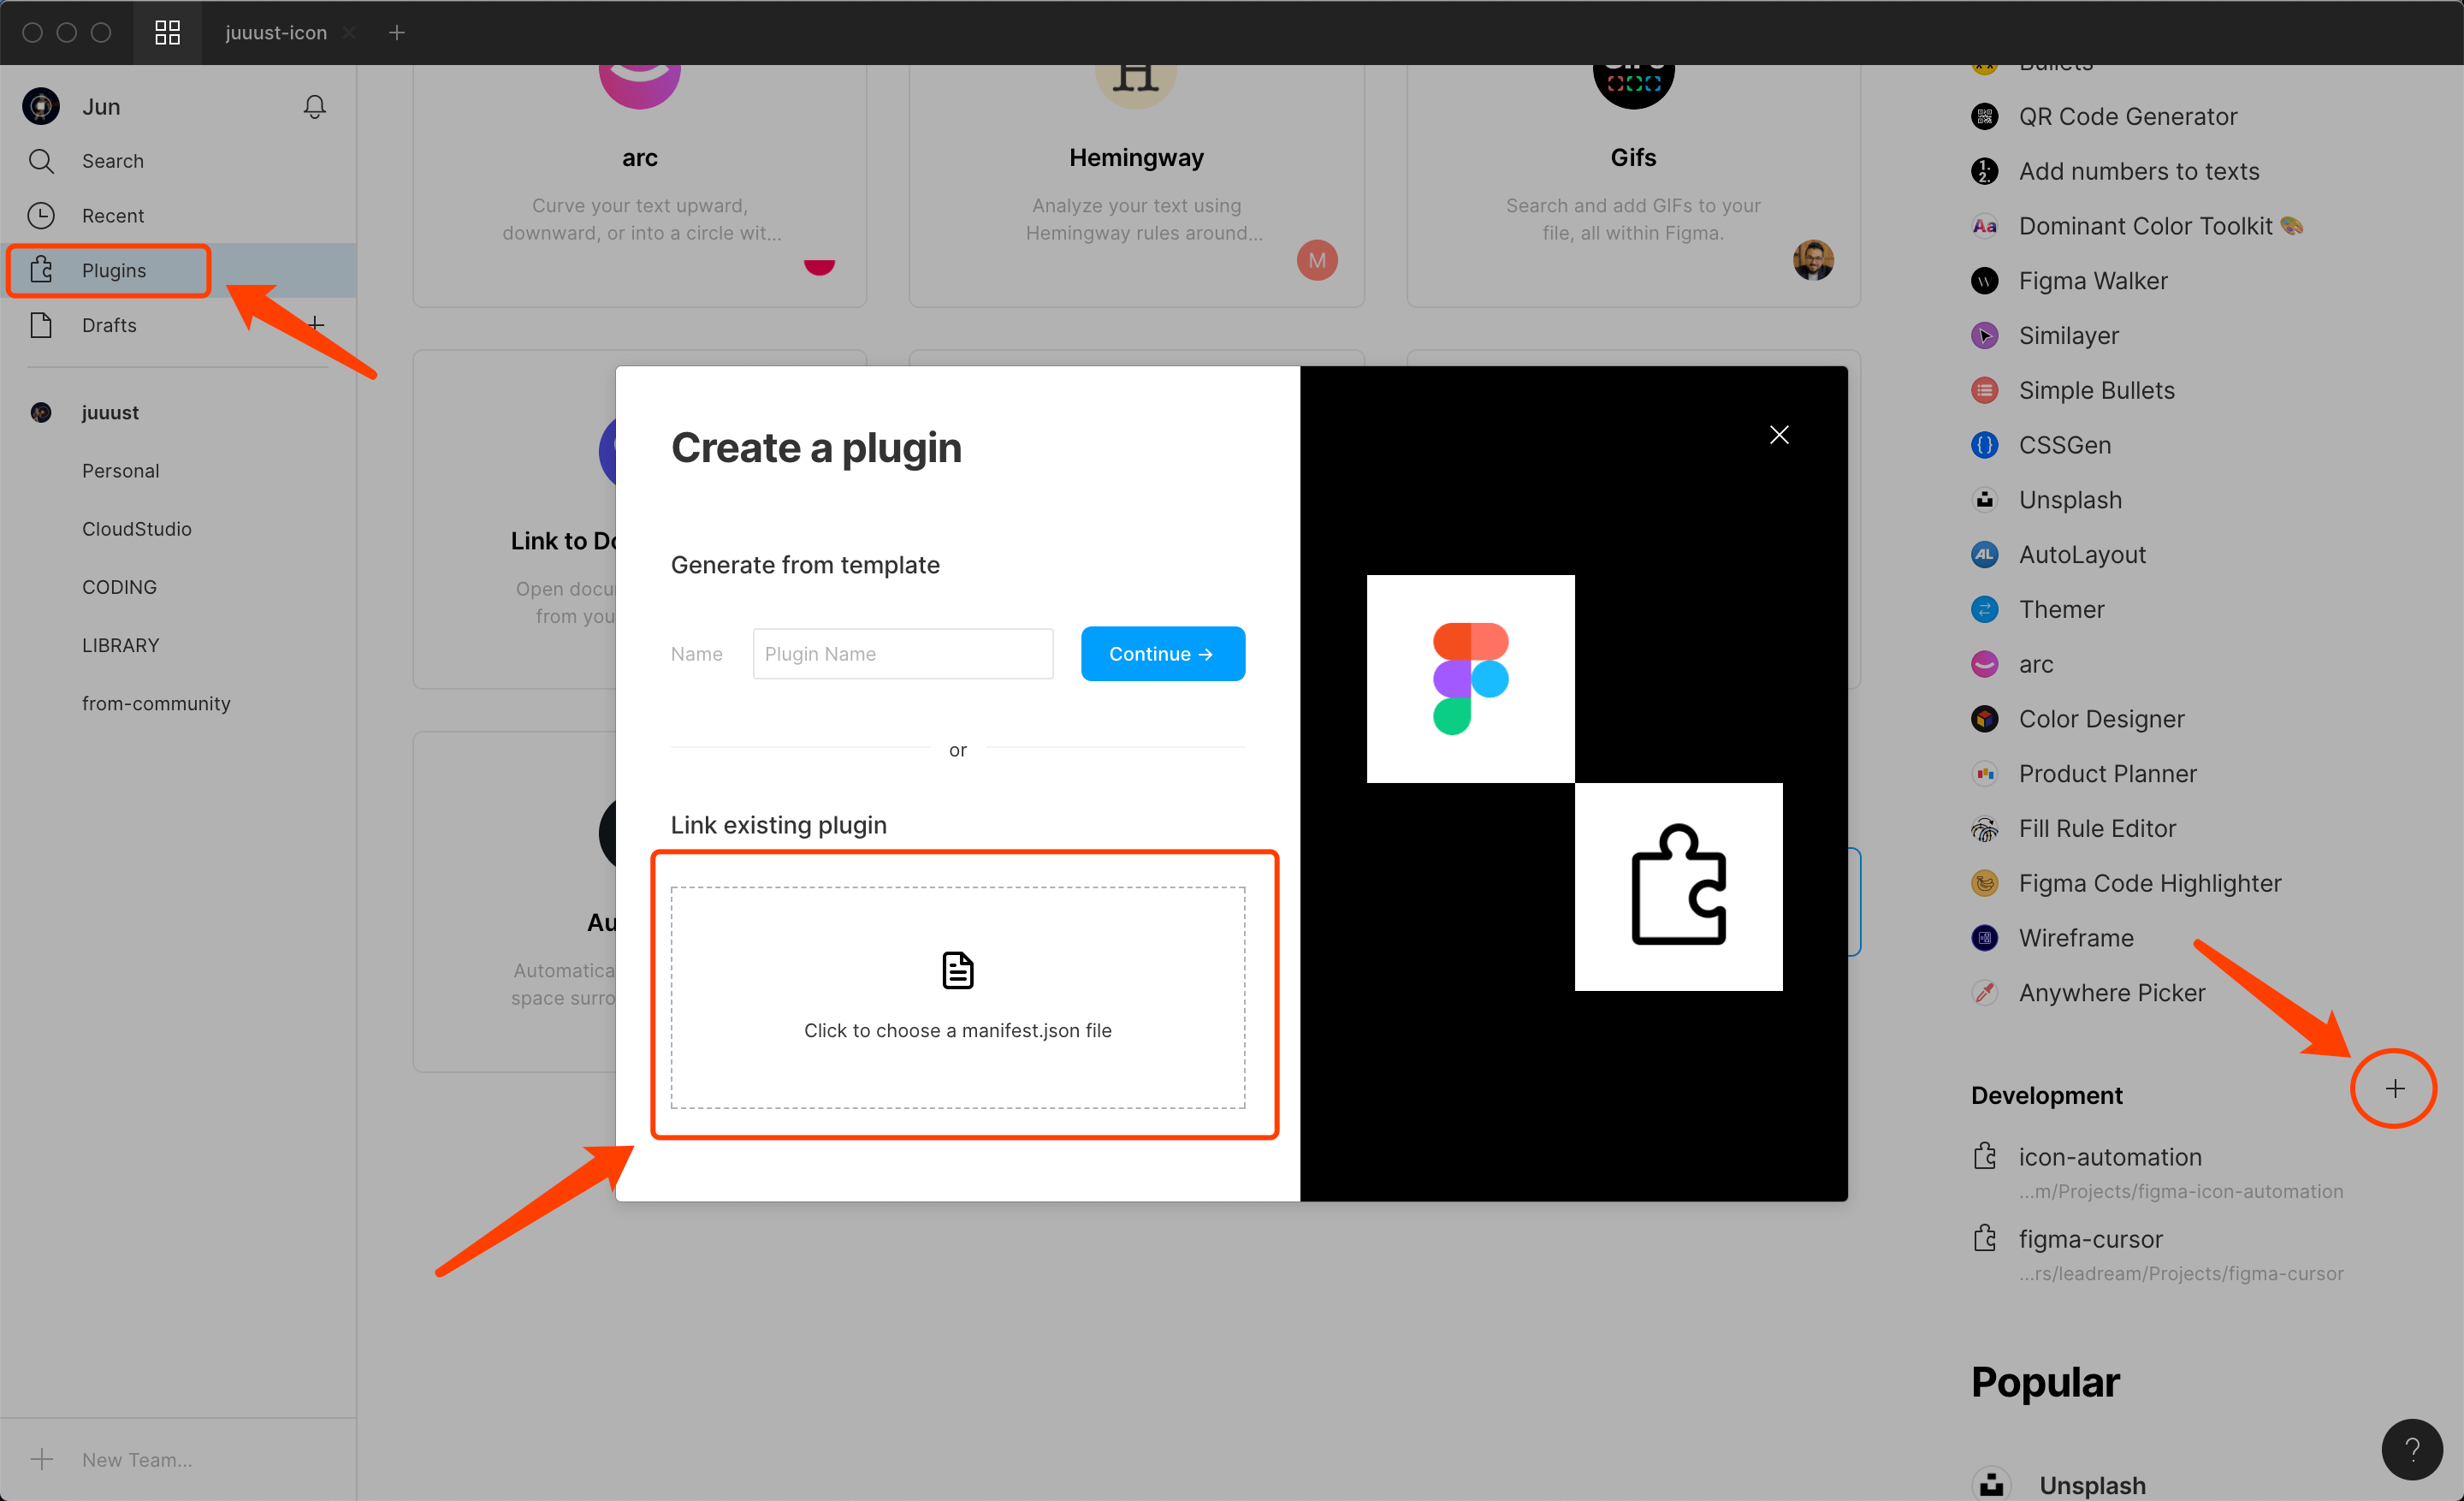 juuust-icon
Jun
Search
Recent
Plugins
Drafts
juuust
Personal
CloudStudio
CODING
LIBRARY
from-community
New Team...
arc
Curve your text upward,
downward, or into a circle wit...
Hemingway
Analyze your text using
Hemingway rules around...
M
Gifs
Search and add GIFs to your
file, all within Figma.
Link to Do
Open docu
from you
Au
Automatica
space surro
Create a plugin
Generate from template
Name
Plugin Name
Continue →
or
Link existing plugin
Click to choose a manifest.json file
Bullets
QR Code Generator
Add numbers to texts
Aa
Dominant Color Toolkit 🎨
Figma Walker
Similayer
Simple Bullets
CSSGen
Unsplash
AL
AutoLayout
Themer
arc
Color Designer
Product Planner
Fill Rule Editor
Figma Code Highlighter
Wireframe
Anywhere Picker
Development
icon-automation
...m/Projects/figma-icon-automation
figma-cursor
...rs/leadream/Projects/figma-cursor
Popular
Unsplash
?